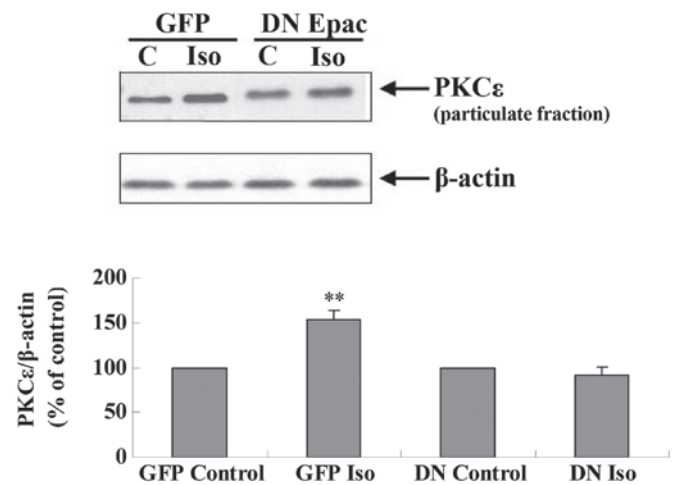 GFP DN Epac
C Iso C Iso
PKCε
(particulate fraction)
β-actin
PKCε/β-actin
(% of control)
200
150
100
50
0
**
GFP Control GFP Iso DN Control DN Iso